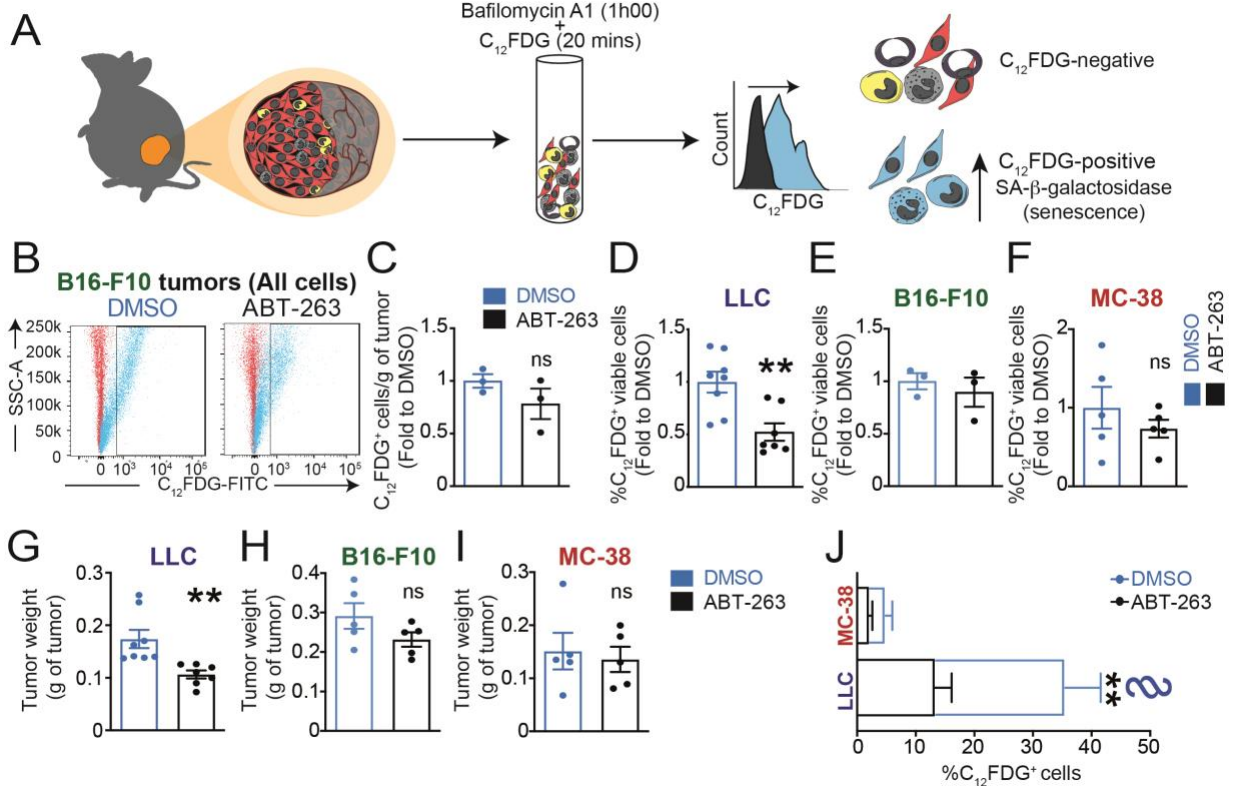 A
Bafilomycin A1 (1h00)
+
C₁₂FDG (20 mins)
Count
C₁₂FDG
C₁₂FDG-negative
C₁₂FDG-positive
SA-β-galactosidase
(senescence)
B
B16-F10 tumors (All cells)
DMSO
ABT-263
SSC-A
250k
200k
150k
100k
50k
0
10³
10⁴
10⁵
10³
10⁴
10⁵
C₁₂FDG-FITC
C
DMSO
ABT-263
C₁₂FDG⁺ cells/g of tumor
(Fold to DMSO)
1.5
1
0.5
0
ns
D
LLC
%C₁₂FDG⁺ viable cells
(Fold to DMSO)
1.5
1
0.5
0
**
E
B16-F10
%C₁₂FDG⁺ viable cells
(Fold to DMSO)
1.5
1
0.5
0
F
MC-38
%C₁₂FDG⁺ viable cells
(Fold to DMSO)
2
1
0
ns
DMSO
ABT-263
G
LLC
Tumor weight
(g of tumor)
0.3
0.2
0.1
0
**
H
B16-F10
Tumor weight
(g of tumor)
0.4
0.3
0.2
0.1
0
ns
I
MC-38
Tumor weight
(g of tumor)
0.3
0.2
0.1
0
ns
DMSO
ABT-263
J
DMSO
ABT-263
MC-38
LLC
**
§
0 10 20 30 40 50
%C₁₂FDG⁺ cells